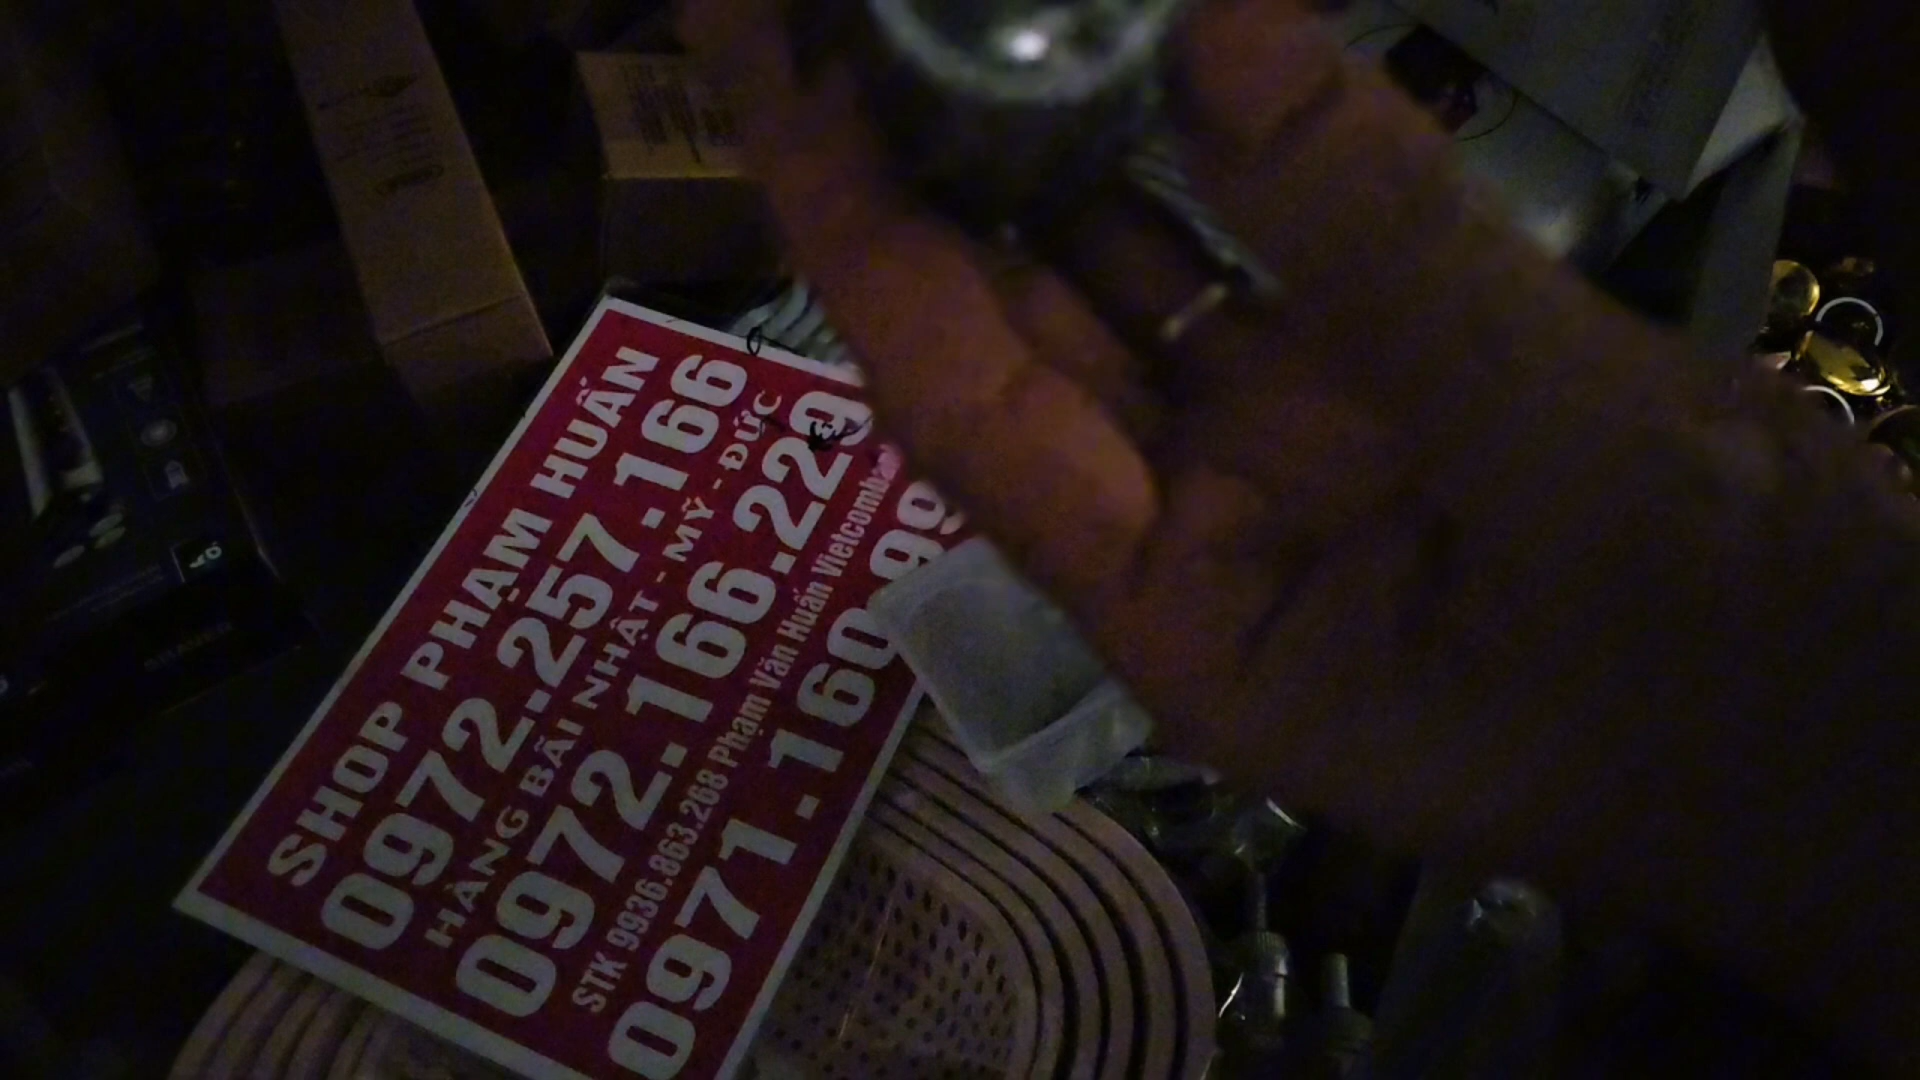 SHOP PHẠM HUẤN
0972.257.166
HÀNG BÃI NHẬT - MỸ - ĐỨC
0972.166.229
STK 9936.863.268 Phạm Văn Huấn
0971.160